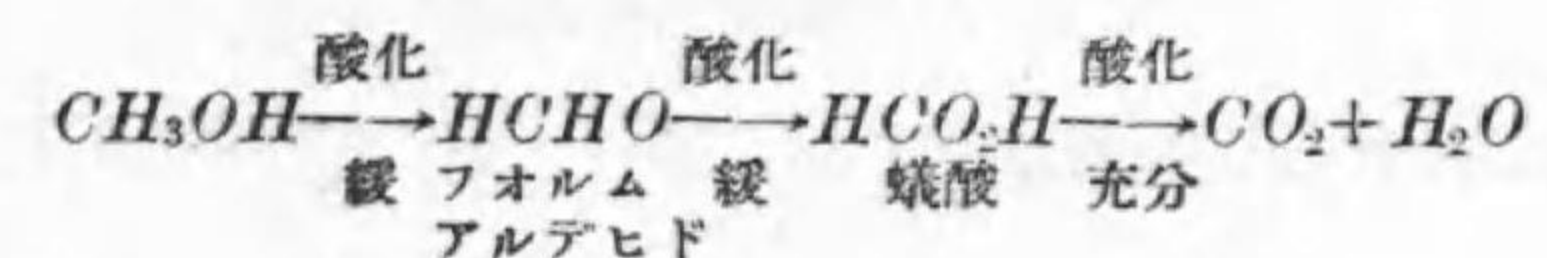 酸化 酸化 酸化
CH₃OH—→HCHO—→HCO₂H—→CO₂+H₂O
緩 フオルム 緩 蟻酸 充分
アルデヒド